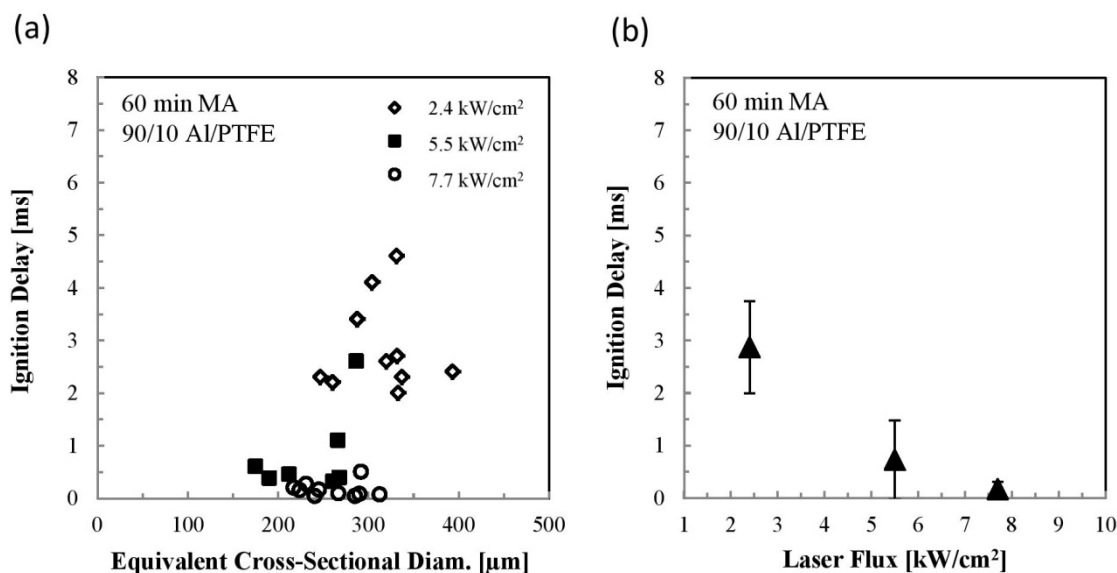 (a)
60 min MA
90/10 Al/PTFE
2.4 kW/cm²
5.5 kW/cm²
7.7 kW/cm²
Ignition Delay [ms]
8
7
6
5
4
3
2
1
0
0 100 200 300 400 500
Equivalent Cross-Sectional Diam. [µm]
(b)
60 min MA
90/10 Al/PTFE
Ignition Delay [ms]
8
7
6
5
4
3
2
1
0
1 2 3 4 5 6 7 8 9 10
Laser Flux [kW/cm²]